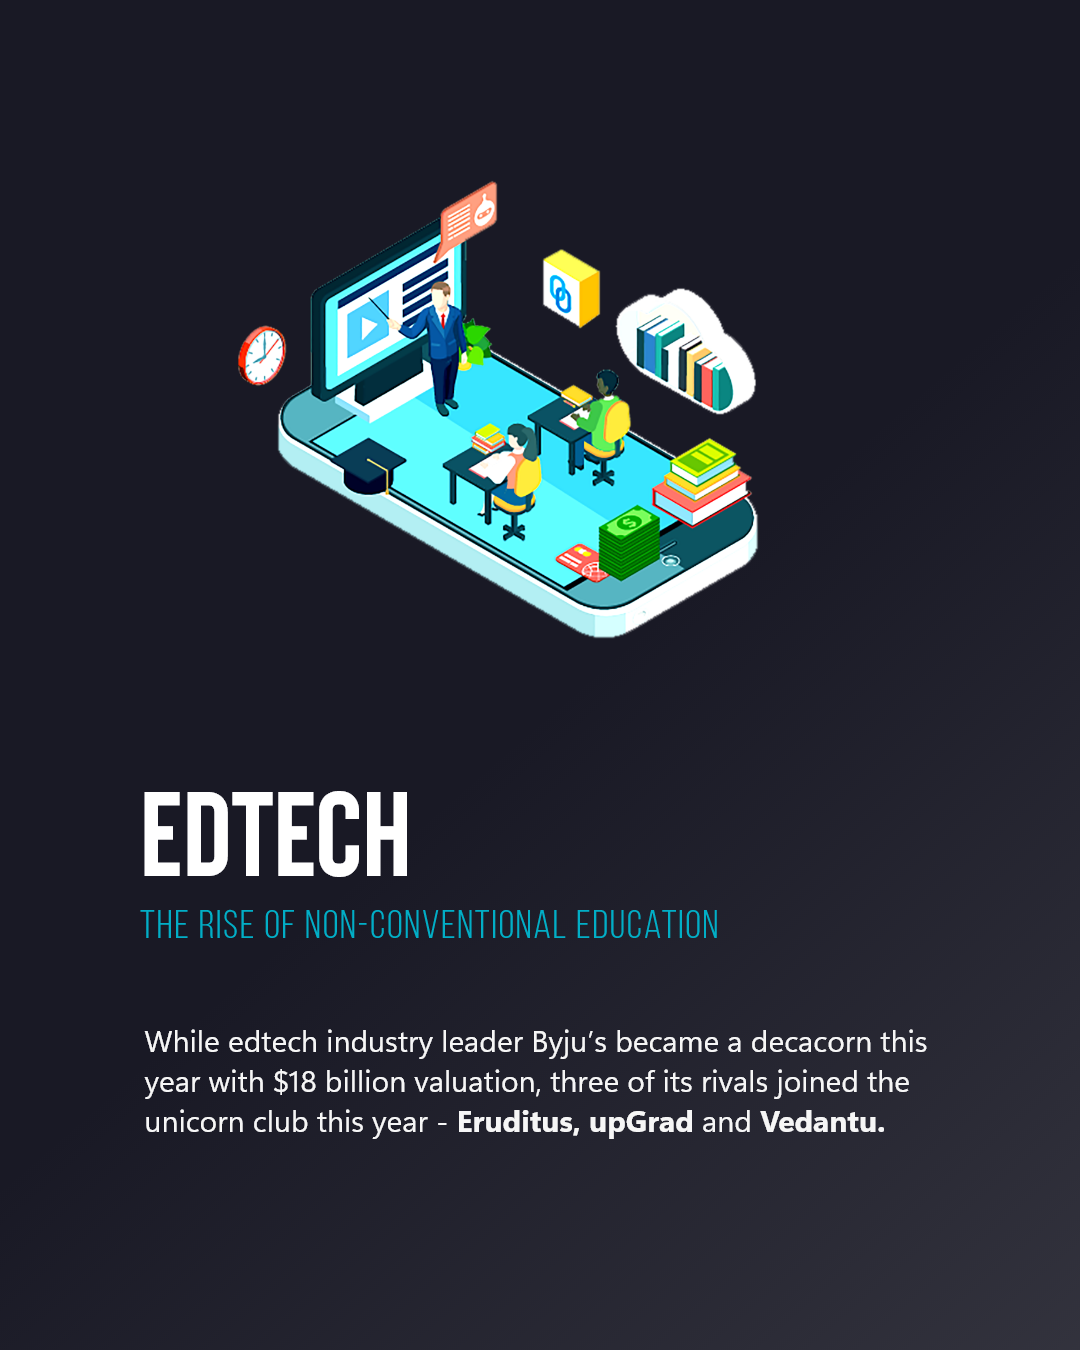 EDTECH
THE RISE OF NON-CONVENTIONAL EDUCATION
While edtech industry leader Byju’s became a decacorn this
year with $18 billion valuation, three of its rivals joined the
unicorn club this year - Eruditus, upGrad and Vedantu.